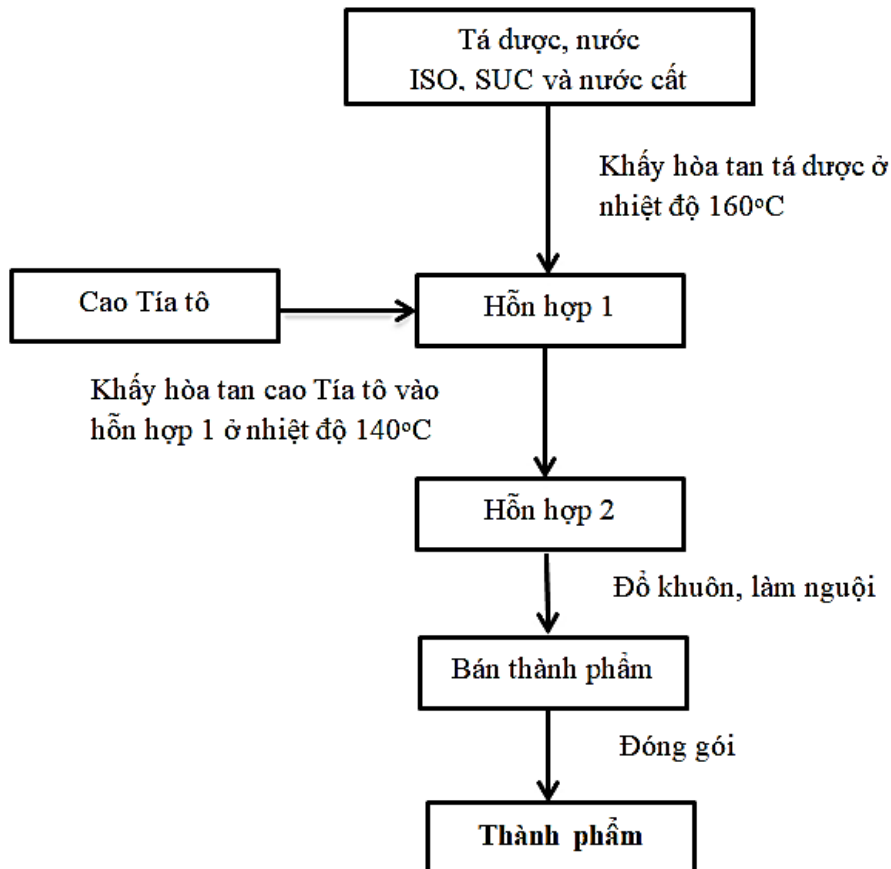 Tá dược, nước
ISO, SUC và nước cất
Khấy hòa tan tá dược ở
nhiệt độ 160°C
Cao Tía tô
Hỗn hợp 1
Khấy hòa tan cao Tía tô vào
hỗn hợp 1 ở nhiệt độ 140°C
Hỗn hợp 2
Đổ khuôn, làm nguội
Bán thành phẩm
Đóng gói
Thành phẩm